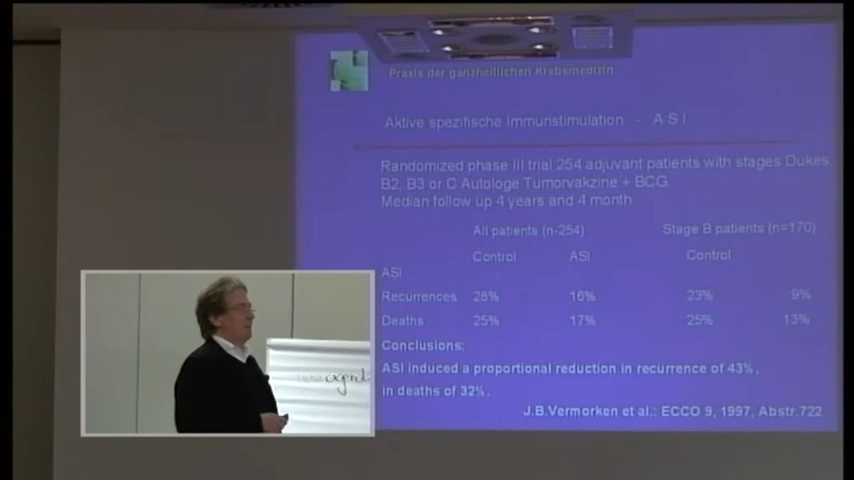 Praxis der ganzheitlichen Krebsmedizin
Aktive spezifische Immunstimulation - A S I
Randomized phase III trial 254 adjuvant patients with stages Dukes
B2, B3 or C Autologe Tumorvakzine + BCG.
Median follow up 4 years and 4 month
All patients (n-254) Stage B patients (n=170)
Control ASI Control
ASI
Recurrences 28% 16% 23% 9%
Deaths 25% 17% 25% 13%
Conclusions:
ASI induced a proportional reduction in recurrence of 43%,
in deaths of 32%.
J.B.Vermorken et al.: ECCO 9, 1997, Abstr.722